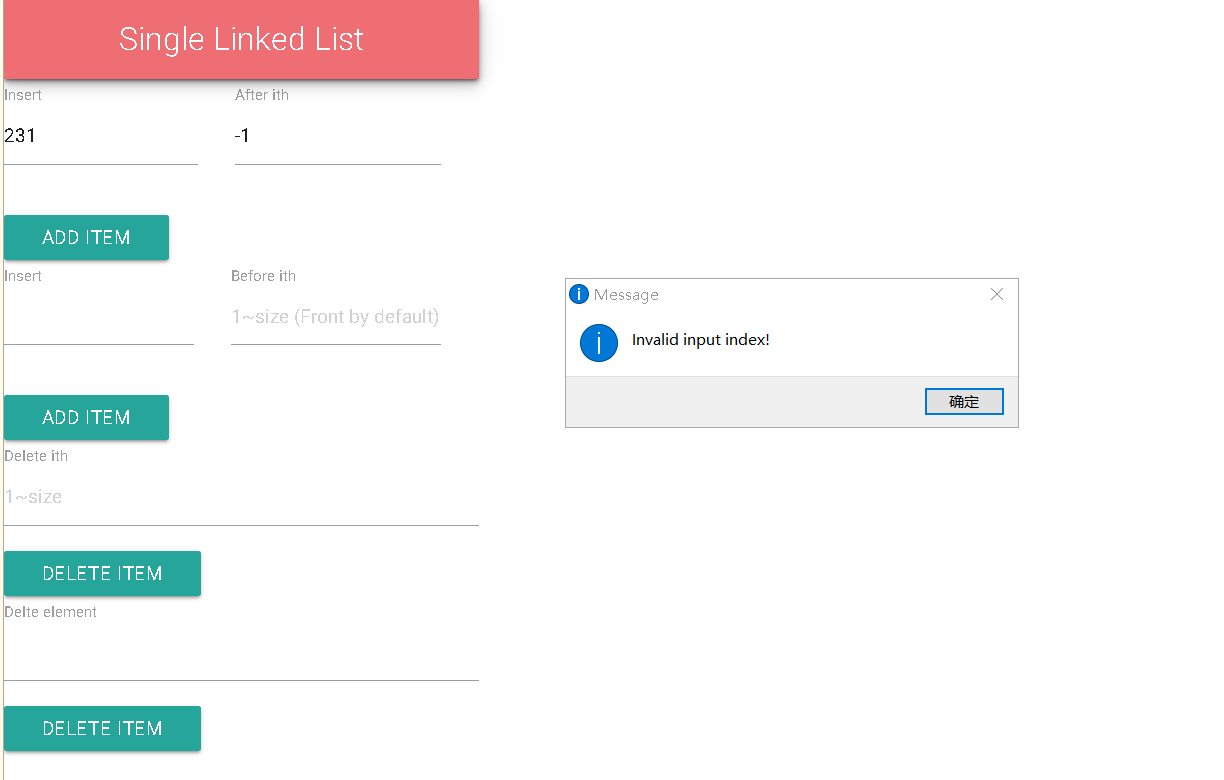 Single Linked List
Insert
After ith
231
-1
ADD ITEM
Insert
Before ith
1~size (Front by default)
ADD ITEM
Delete ith
1~size
DELETE ITEM
Delte element
DELETE ITEM
Message
Invalid input index!
确定